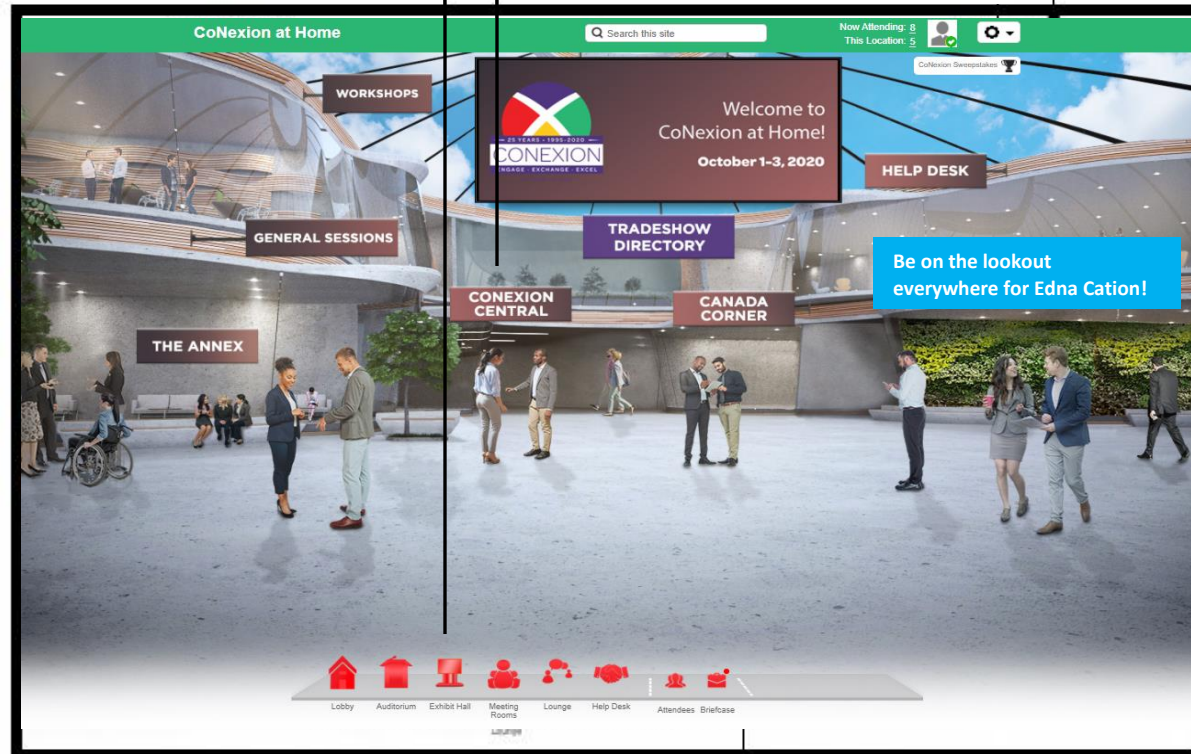 CoNexion at Home
Search this site
Now Attending: 8
This Location: 5
CoNexion Sweepstakes
WORKSHOPS
25 YEARS • 1995-2020
CONEXION
ENGAGE • EXCHANGE • EXCEL
Welcome to
CoNexion at Home!
October 1-3, 2020
HELP DESK
GENERAL SESSIONS
TRADESHOW
DIRECTORY
Be on the lookout
everywhere for Edna Cation!
CONEXION
CENTRAL
CANADA
CORNER
THE ANNEX
Lobby
Auditorium
Exhibit Hall
Meeting
Rooms
Lounge
Help Desk
Attendees
Briefcase
Lounge